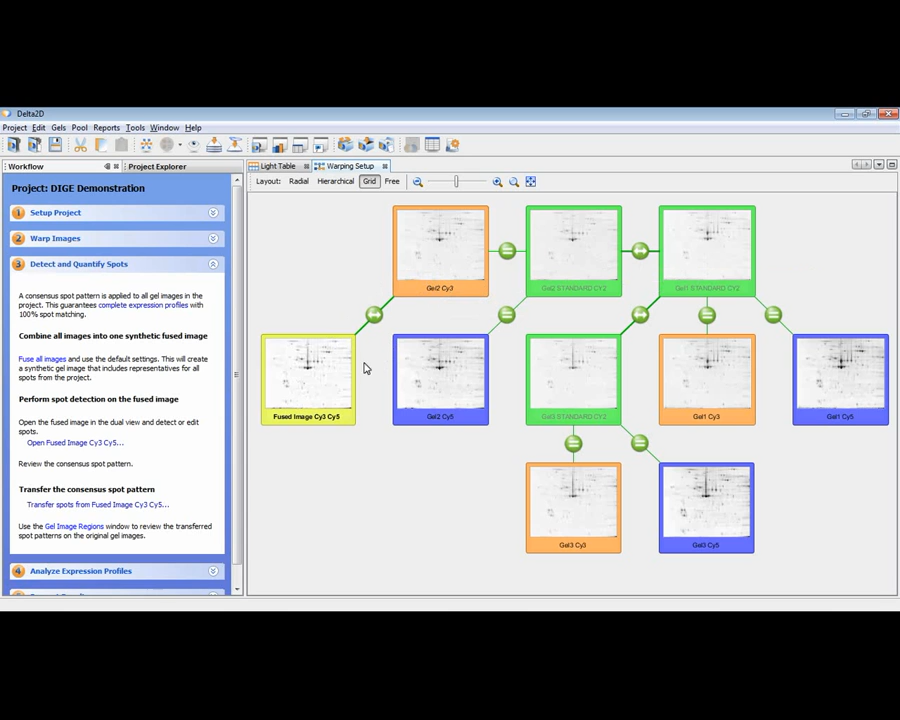 Delta2D
Project Edit Gels Pool Reports Tools Window Help
Workflow
Project Explorer
Light Table
Warping Setup
Layout: Radial Hierarchical Grid Free
Project: DIGE Demonstration
1 Setup Project
2 Warp Images
3 Detect and Quantify Spots
A consensus spot pattern is applied to all gel images in the
project. This guarantees complete expression profiles with
100% spot matching.
Combine all images into one synthetic fused image
Fuse all images and use the default settings. This will create
a synthetic gel image that includes representatives for all
spots from the project.
Perform spot detection on the fused image
Open the fused image in the dual view and detect or edit
spots.
Open Fused Image Cy3 Cy5...
Review the consensus spot pattern.
Transfer the consensus spot pattern
Transfer spots from Fused Image Cy3 Cy5...
Use the Gel Image Regions window to review the transferred
spot patterns on the original gel images.
4 Analyze Expression Profiles
Gel2 Cy3
Gel2 STANDARD CY2
Gel1 STANDARD CY2
Fused Image Cy3 Cy5
Gel2 Cy5
Gel3 STANDARD CY2
Gel1 Cy3
Gel1 Cy5
Gel3 Cy3
Gel3 Cy5